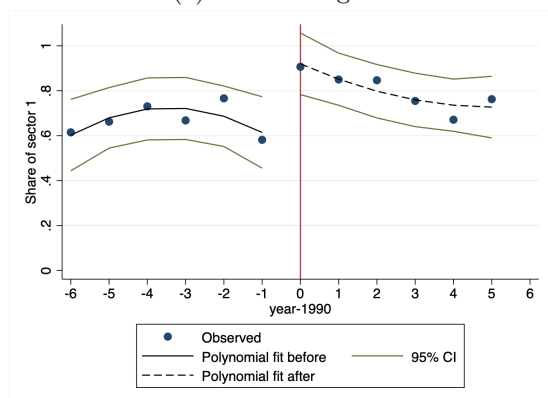 Share of sector 1
1
.8
.6
.4
.2
0
-6 -5 -4 -3 -2 -1 0 1 2 3 4 5 6
year-1990
Observed
Polynomial fit before 95% CI
Polynomial fit after